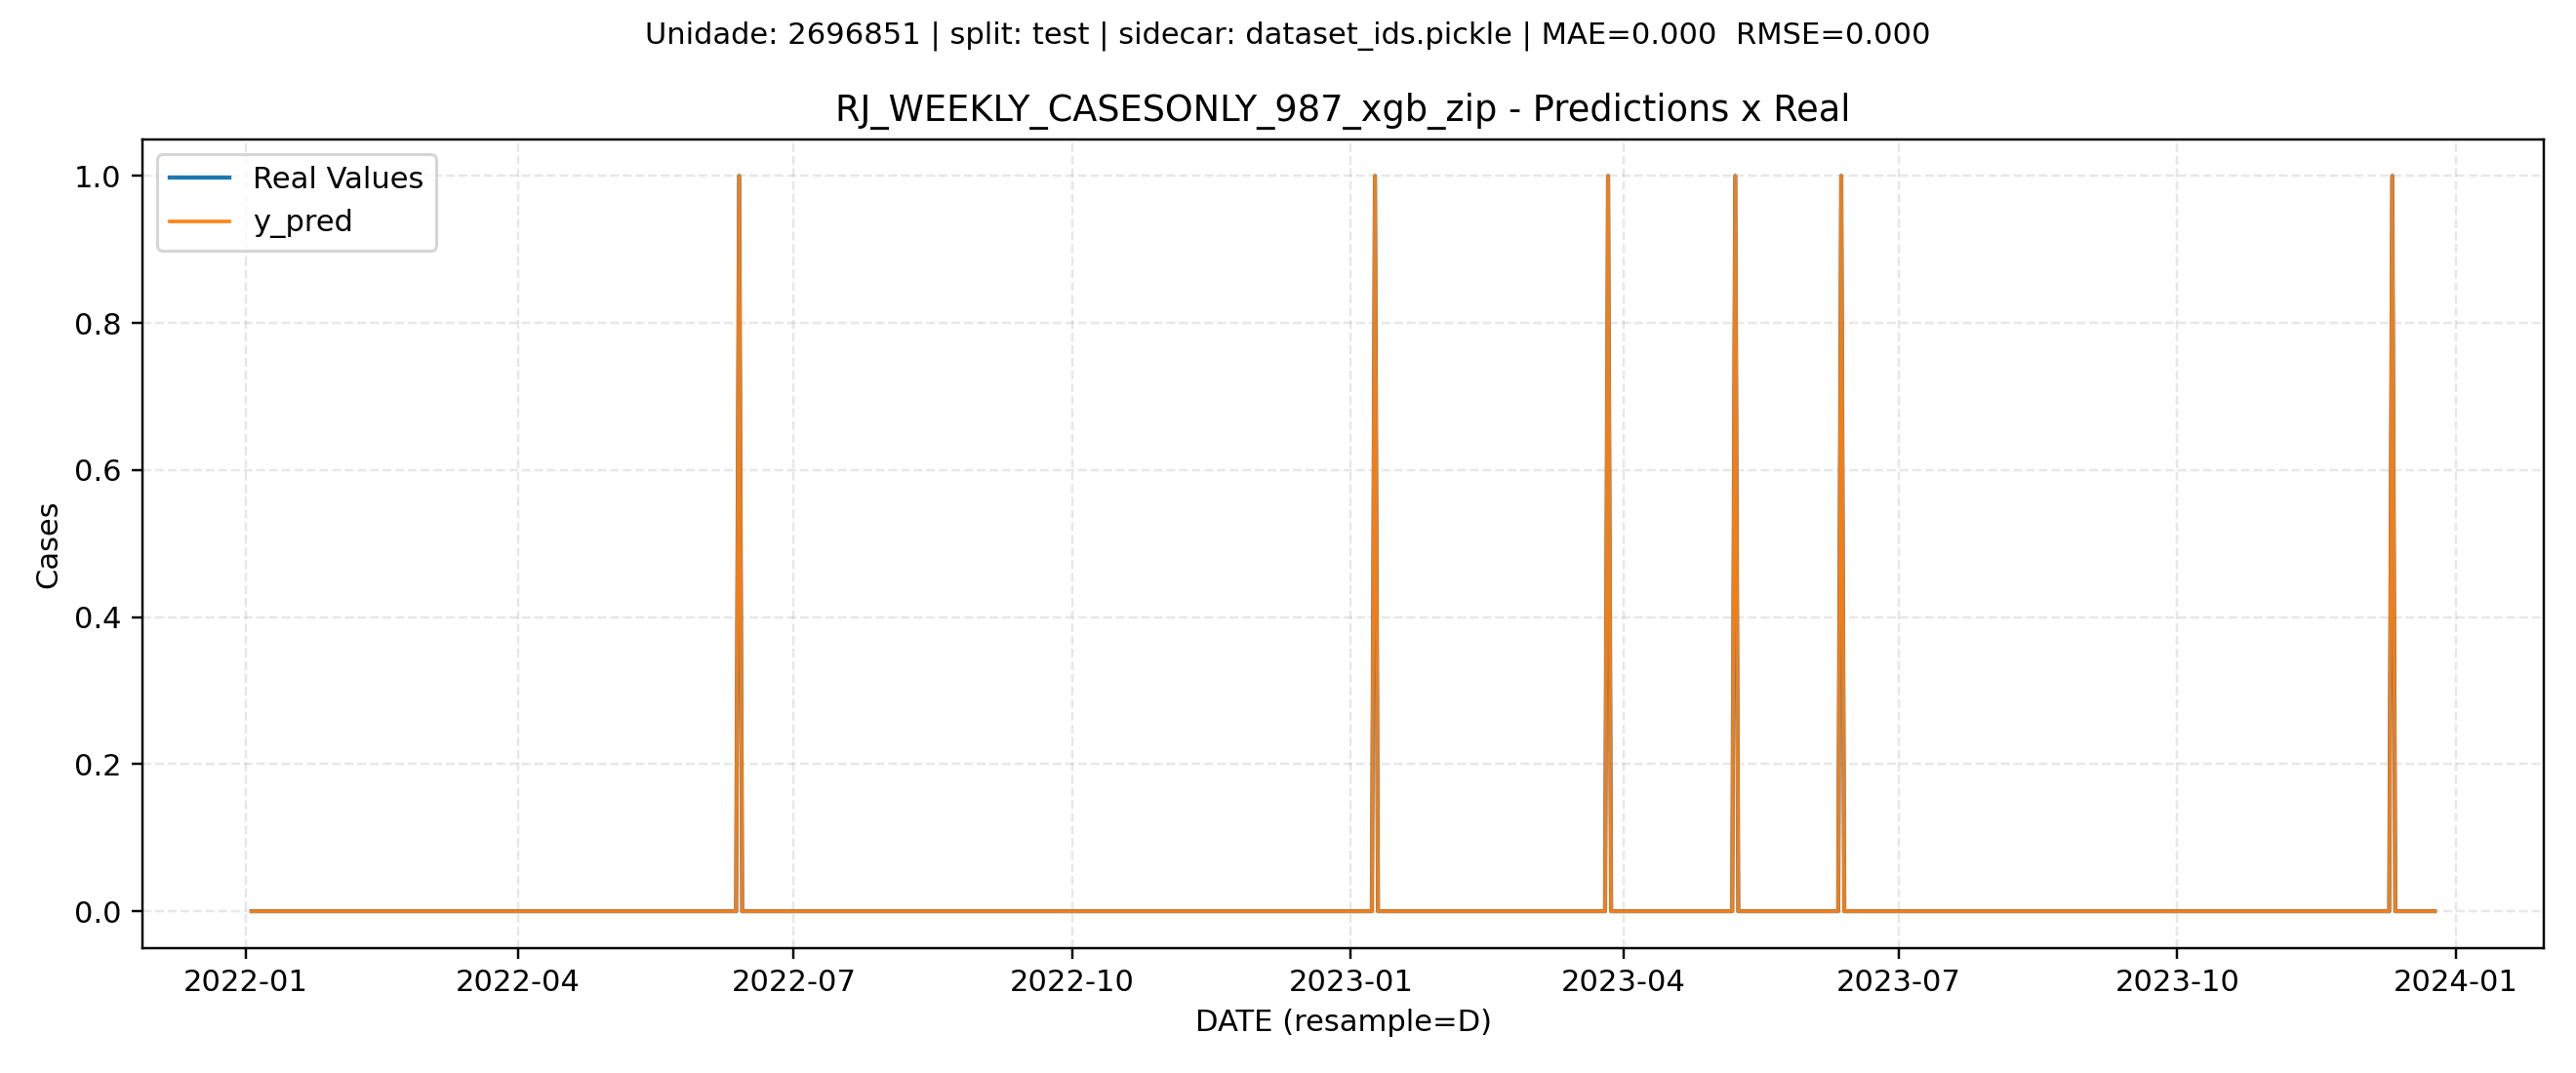 Unidade: 2696851 | split: test | sidecar: dataset_ids.pickle | MAE=0.000  RMSE=0.000
RJ_WEEKLY_CASESONLY_987_xgb_zip - Predictions x Real
Real Values
y_pred
1.0
0.8
0.6
0.4
0.2
0.0
Cases
2022-01 2022-04 2022-07 2022-10 2023-01 2023-04 2023-07 2023-10 2024-01
DATE (resample=D)